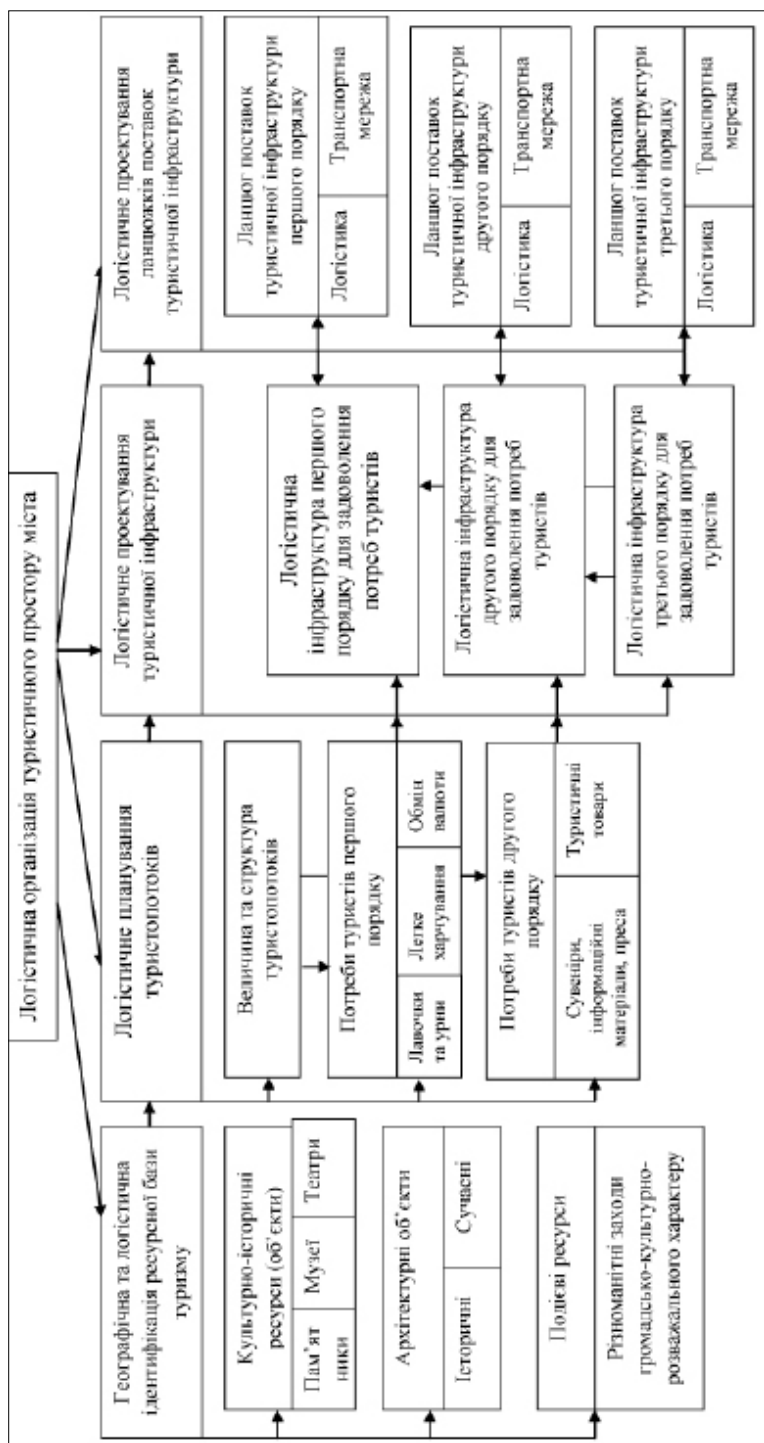 Логістична організація туристичного простору міста
Географічна та логістична
ідентифікація ресурсної бази
туризму
Логістичне планування
туристопотоків
Логістичне проектування
туристичної інфраструктури
Логістичне проектування
ланцюжків поставок
туристичної інфраструктури
Культурно-історичні
ресурси (об’єкти)
Пам’ят
ники
Музеї
Театри
Архітектурні об’єкти
Історичні
Сучасні
Подієві ресурси
Різноманітні заходи
громадсько-культурно-
розважального характеру
Величина та структура
туристопотоків
Потреби туристів першого
порядку
Лавочки
та урни
Легке
харчування
Обмін
валюти
Потреби туристів другого
порядку
Сувеніри,
інформаційні
матеріали, преса
Туристичні
товари
Логістична
інфраструктура першого
порядку для задоволення
потреб туристів
Логістична інфраструктура
другого порядку для
задоволення потреб
туристів
Логістична інфраструктура
третього порядку для
задоволення потреб
туристів
Ланцюг поставок
туристичної інфраструктури
першого порядку
Логістика
Транспортна
мережа
Ланцюг поставок
туристичної інфраструктури
другого порядку
Логістика
Транспортна
мережа
Ланцюг поставок
туристичної інфраструктури
третього порядку
Логістика
Транспортна
мережа